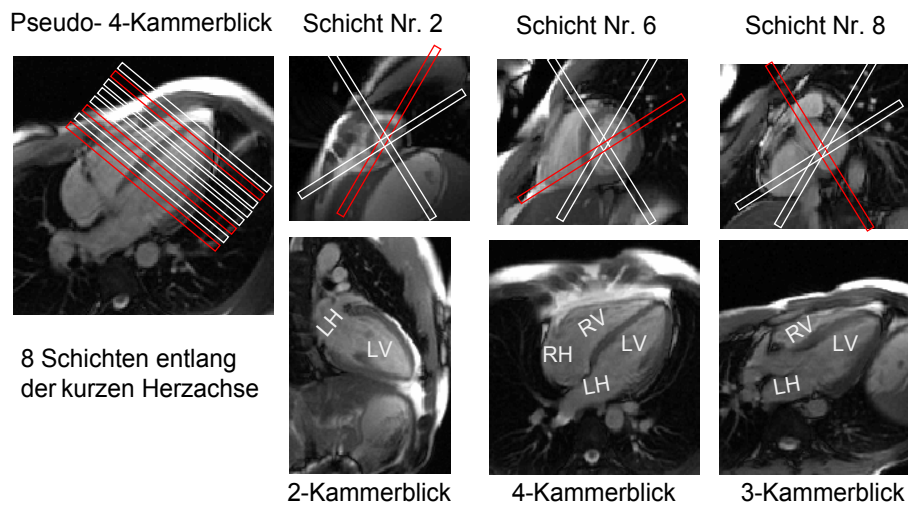 Pseudo- 4-Kammerblick
Schicht Nr. 2
Schicht Nr. 6
Schicht Nr. 8
8 Schichten entlang
der kurzen Herzachse
LH
LV
RV
RH
LV
LH
RV
LV
LH
2-Kammerblick
4-Kammerblick
3-Kammerblick